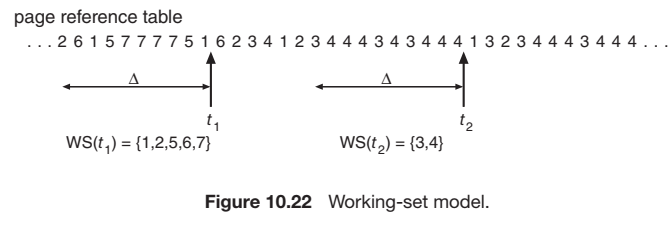 page reference table
. . . 2 6 1 5 7 7 7 7 5 1 6 2 3 4 1 2 3 4 4 4 3 4 3 4 4 4 1 3 2 3 4 4 4 3 4 4 4 . . .
Δ Δ
t1 t2
WS(t1) = {1,2,5,6,7} WS(t2) = {3,4}
Figure 10.22 Working-set model.